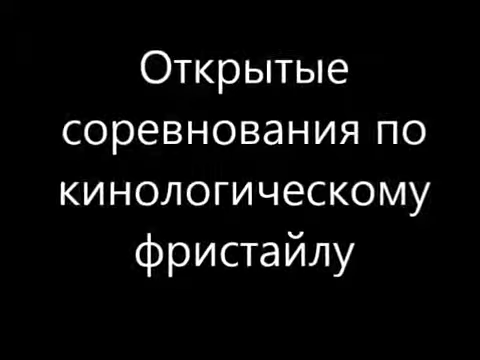 Открытые
соревнования по
кинологическому
фристайлу